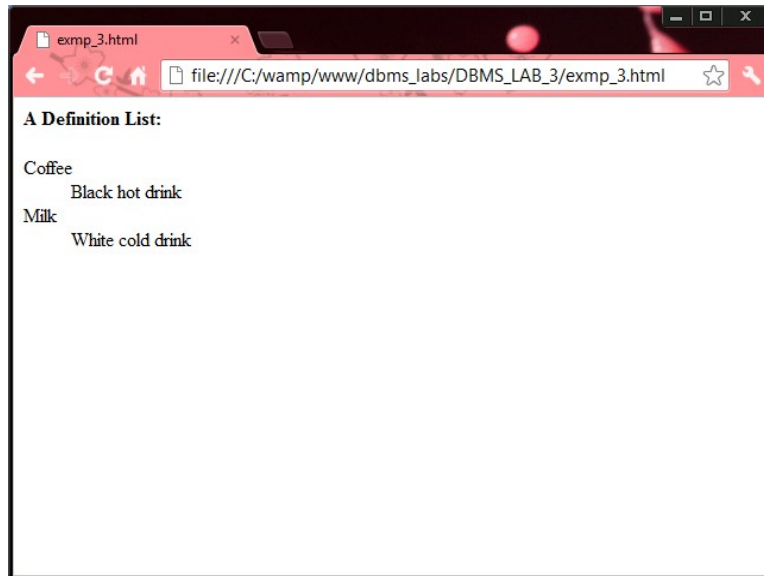 exmp_3.html
file:///C:/wamp/www/dbms_labs/DBMS_LAB_3/exmp_3.html
A Definition List:
Coffee
Black hot drink
Milk
White cold drink